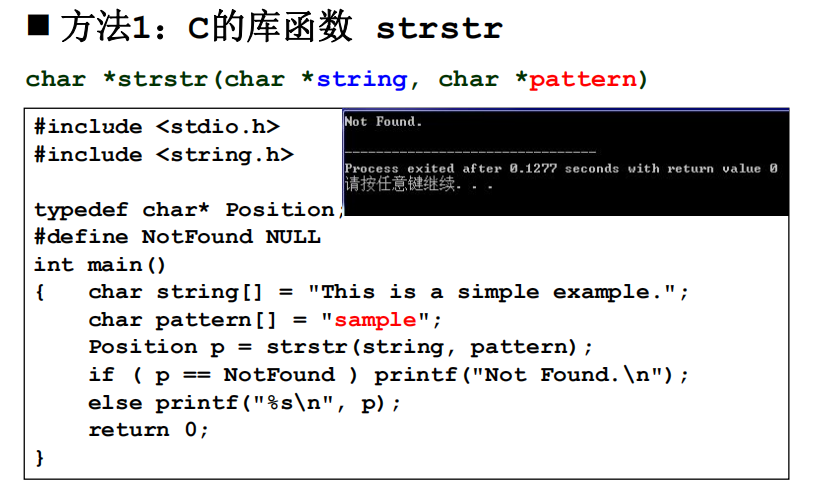 ■ 方法1：C的库函数 strstr
char *strstr(char *string, char *pattern)
#include <stdio.h>
#include <string.h>
typedef char* Position;
#define NotFound NULL
int main()
{   char string[] = "This is a simple example.";
    char pattern[] = "sample";
    Position p = strstr(string, pattern);
    if ( p == NotFound ) printf("Not Found.\n");
    else printf("%s\n", p);
    return 0;
}
Not Found.
--------------------------------
Process exited after 0.1277 seconds with return value 0
请按任意键继续. . .